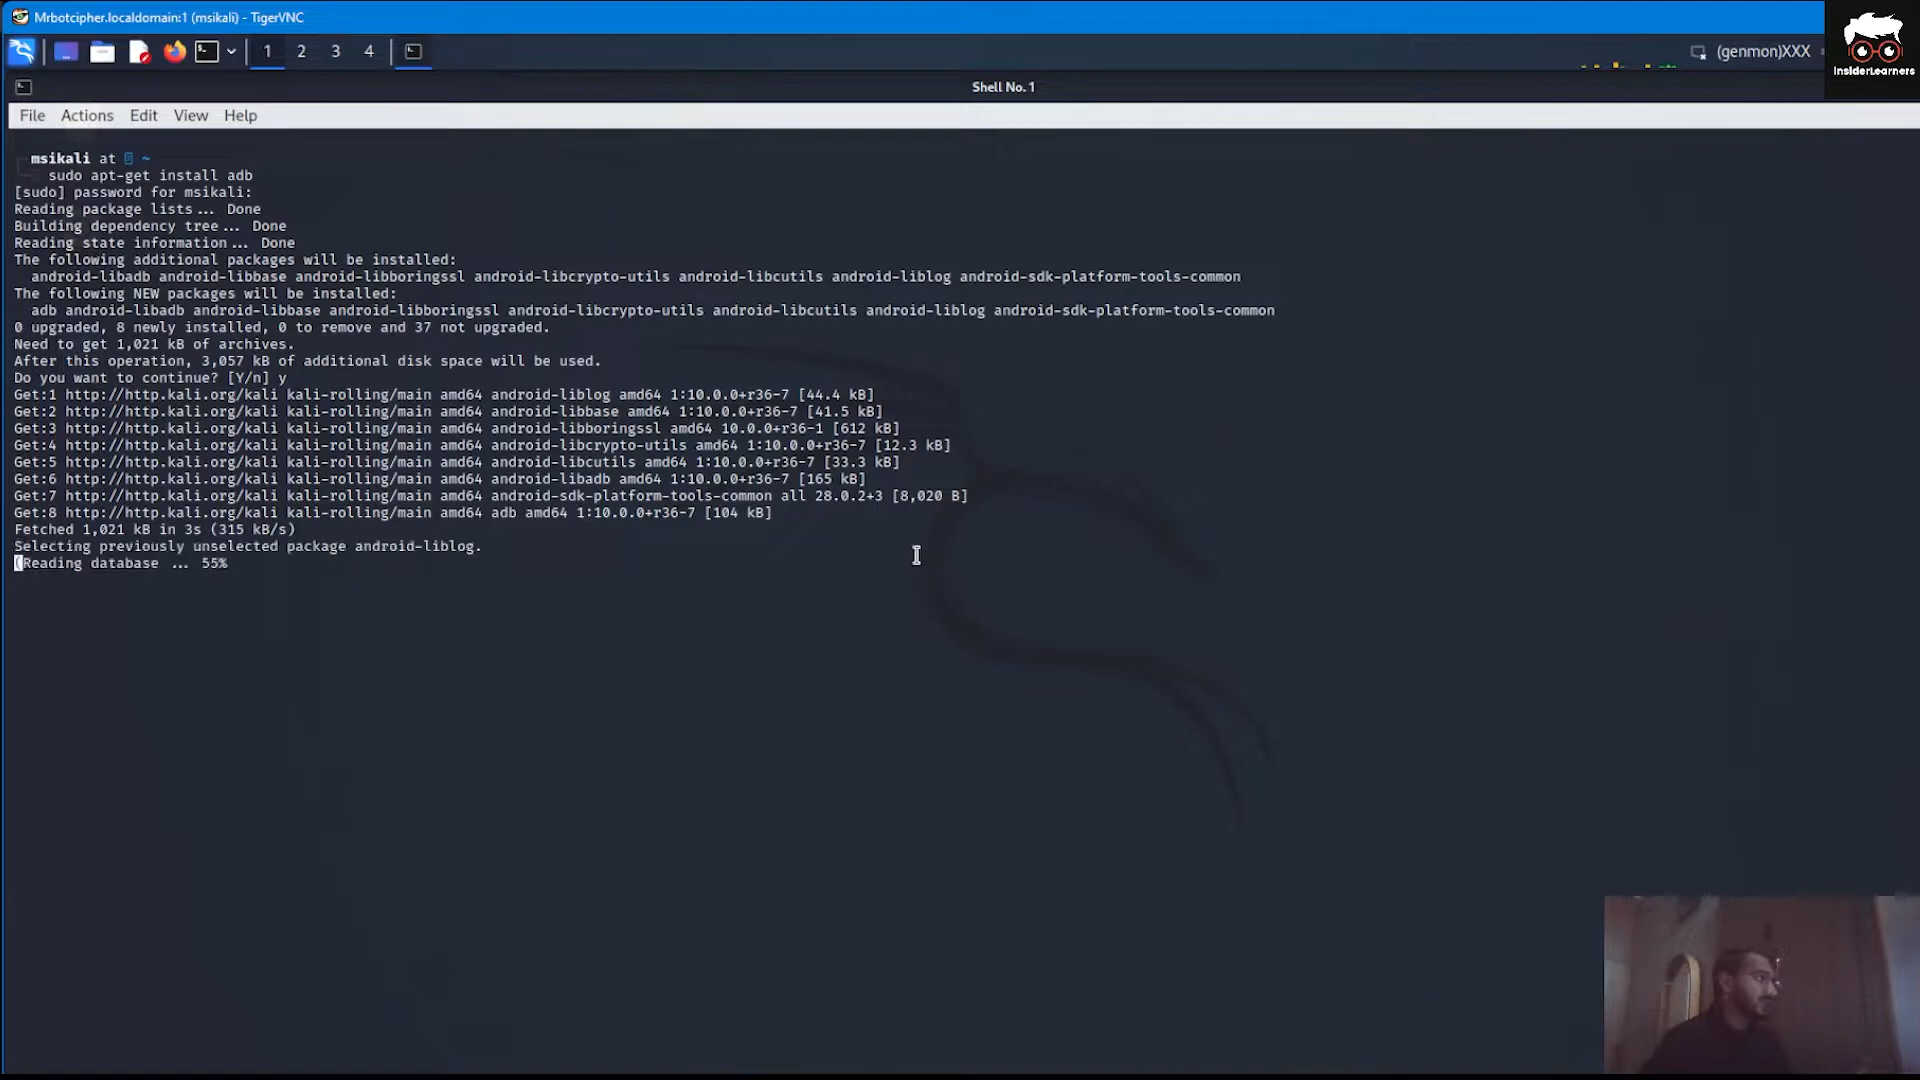 Mrbotcipher.localdomain:1 (msikali) - TigerVNC
1 2 3 4
(genmon)XXX
InsiderLearners
Shell No. 1
File Actions Edit View Help
msikali at ~
sudo apt-get install adb
[sudo] password for msikali:
Reading package lists ... Done
Building dependency tree ... Done
Reading state information ... Done
The following additional packages will be installed:
android-libadb android-libbase android-libboringssl android-libcrypto-utils android-libcutils android-liblog android-sdk-platform-tools-common
The following NEW packages will be installed:
adb android-libadb android-libbase android-libboringssl android-libcrypto-utils android-libcutils android-liblog android-sdk-platform-tools-common
0 upgraded, 8 newly installed, 0 to remove and 37 not upgraded.
Need to get 1,021 kB of archives.
After this operation, 3,057 kB of additional disk space will be used.
Do you want to continue? [Y/n] y
Get:1 http://http.kali.org/kali kali-rolling/main amd64 android-liblog amd64 1:10.0.0+r36-7 [44.4 kB]
Get:2 http://http.kali.org/kali kali-rolling/main amd64 android-libbase amd64 1:10.0.0+r36-7 [41.5 kB]
Get:3 http://http.kali.org/kali kali-rolling/main amd64 android-libboringssl amd64 10.0.0+r36-1 [612 kB]
Get:4 http://http.kali.org/kali kali-rolling/main amd64 android-libcrypto-utils amd64 1:10.0.0+r36-7 [12.3 kB]
Get:5 http://http.kali.org/kali kali-rolling/main amd64 android-libcutils amd64 1:10.0.0+r36-7 [33.3 kB]
Get:6 http://http.kali.org/kali kali-rolling/main amd64 android-libadb amd64 1:10.0.0+r36-7 [165 kB]
Get:7 http://http.kali.org/kali kali-rolling/main amd64 android-sdk-platform-tools-common all 28.0.2+3 [8,020 B]
Get:8 http://http.kali.org/kali kali-rolling/main amd64 adb amd64 1:10.0.0+r36-7 [104 kB]
Fetched 1,021 kB in 3s (315 kB/s)
Selecting previously unselected package android-liblog.
(Reading database ... 55%